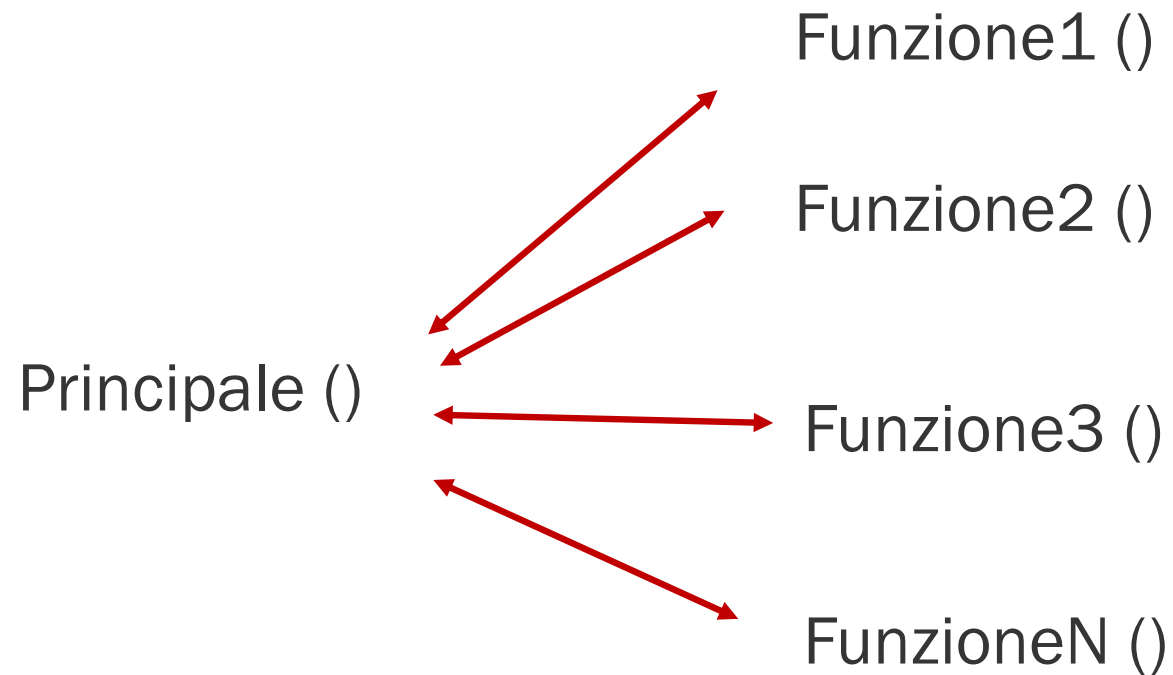 Funzione1 ()
Funzione2 ()
Principale ()
Funzione3 ()
FunzioneN ()